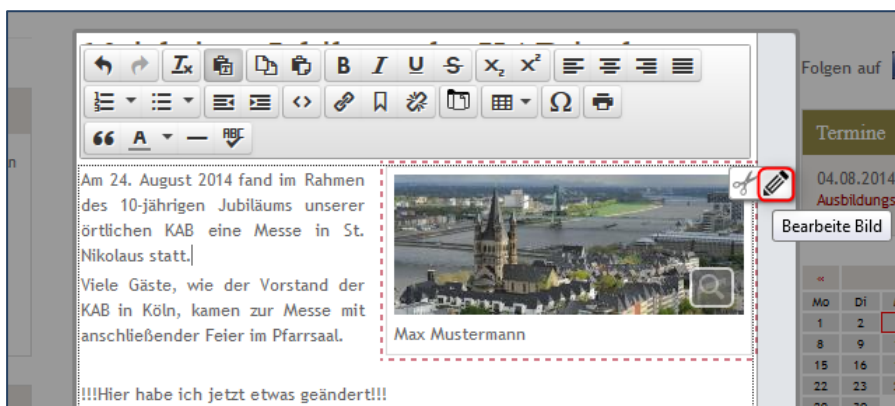 Folgen auf
Termine
04.08.2014
Ausbildungs
Bearbeite Bild
Am 24. August 2014 fand im Rahmen
des 10-jährigen Jubiläums unserer
örtlichen KAB eine Messe in St.
Nikolaus statt.
Viele Gäste, wie der Vorstand der
KAB in Köln, kamen zur Messe mit
anschließender Feier im Pfarrsaal.
Max Mustermann
!!!Hier habe ich jetzt etwas geändert!!!
«
Mo Di
1 2
8 9
15 16
22 23
n
B I U S X₂ X²
Ω
A
ABC